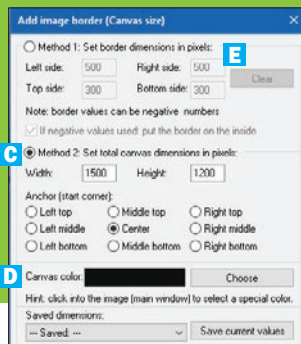 Add image border (Canvas size)
Method 1: Set border dimensions in pixels:
E
Left side: 500 Right side: 500
Clear
Top side: 300 Bottom side: 300
Note: border values can be negative numbers
If negative values used: put the border on the inside
C
Method 2: Set total canvas dimensions in pixels:
Width: 1500 Height: 1200
Anchor (start corner):
Left top Middle top Right top
Left middle Center Right middle
Left bottom Middle bottom Right bottom
D
Canvas color: Choose
Hint: click into the image (main window) to select a special color.
Saved dimensions:
--- Saved: --- Save current values